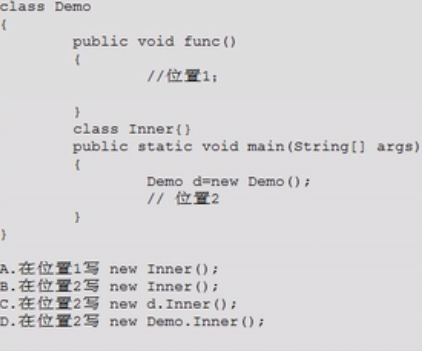 class Demo
{
public void func()
{
//位置1;
}
class Inner{}
public static void main(String[] args)
{
Demo d=new Demo();
// 位置2
}
}
A.在位置1写 new Inner();
B.在位置2写 new Inner();
C.在位置2写 new d.Inner();
D.在位置2写 new Demo.Inner();